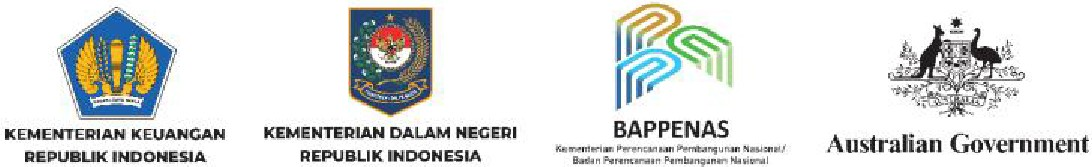 KEMENTERIAN KEUANGAN
REPUBLIK INDONESIA
KEMENTERIAN DALAM NEGERI
REPUBLIK INDONESIA
BAPPENAS
Kementerian Perencanaan Pembangunan Nasional/
Badan Perencanaan Pembangunan Nasional
Australian Government